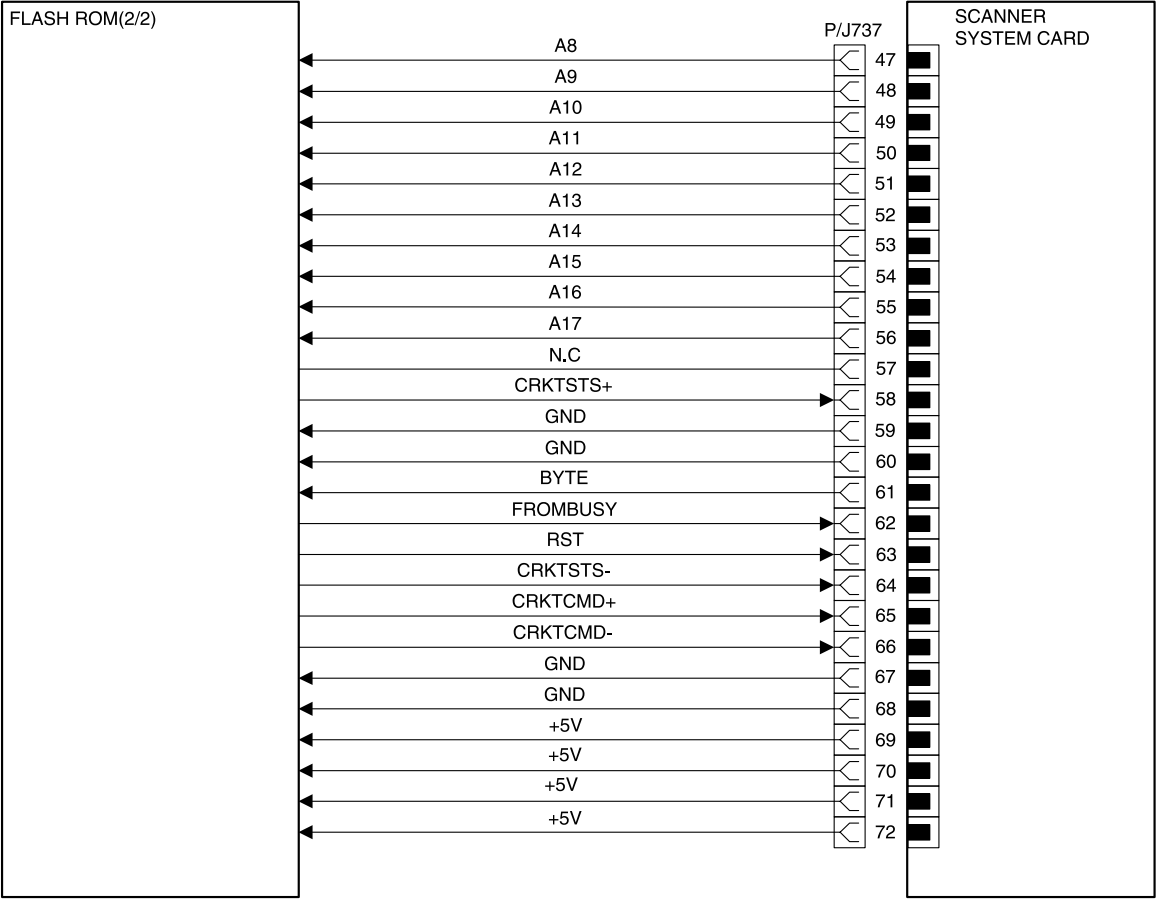 FLASH ROM(2/2)
SCANNER
SYSTEM CARD
P/J737
A8 47
A9 48
A10 49
A11 50
A12 51
A13 52
A14 53
A15 54
A16 55
A17 56
N.C 57
CRKTSTS+ 58
GND 59
GND 60
BYTE 61
FROMBUSY 62
RST 63
CRKTSTS- 64
CRKTCMD+ 65
CRKTCMD- 66
GND 67
GND 68
+5V 69
+5V 70
+5V 71
+5V 72